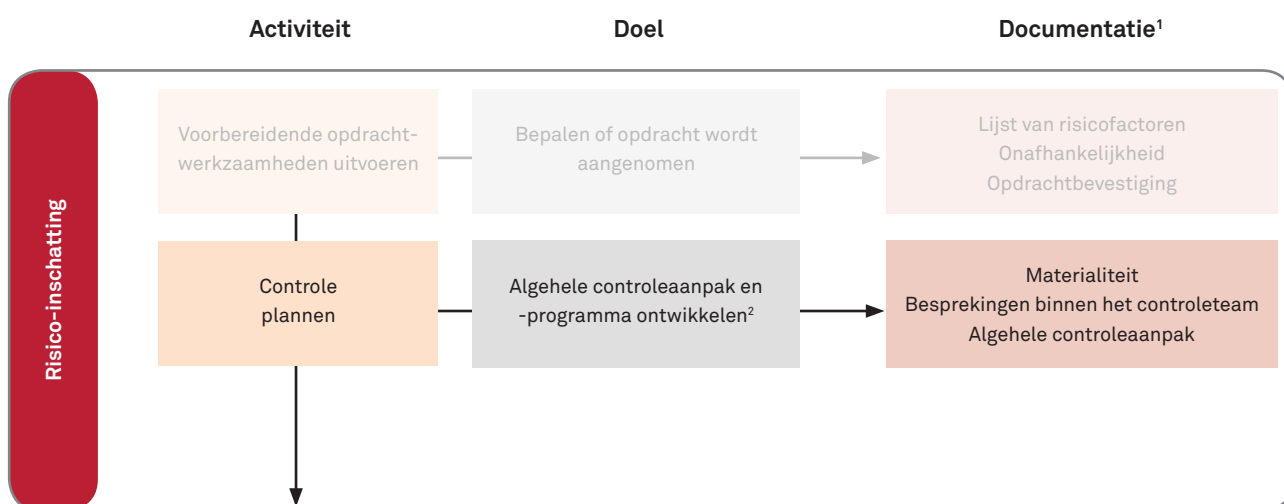 Activiteit
Doel
Documentatie¹
Risico-inschatting
Voorbereidende opdracht-
werkzaamheden uitvoeren
Bepalen of opdracht wordt
aangenomen
Lijst van risicofactoren
Onafhankelijkheid
Opdrachtbevestiging
Controle
plannen
Algehele controleaanpak en
-programma ontwikkelen²
Materialiteit
Besprekingen binnen het controleteam
Algehele controleaanpak